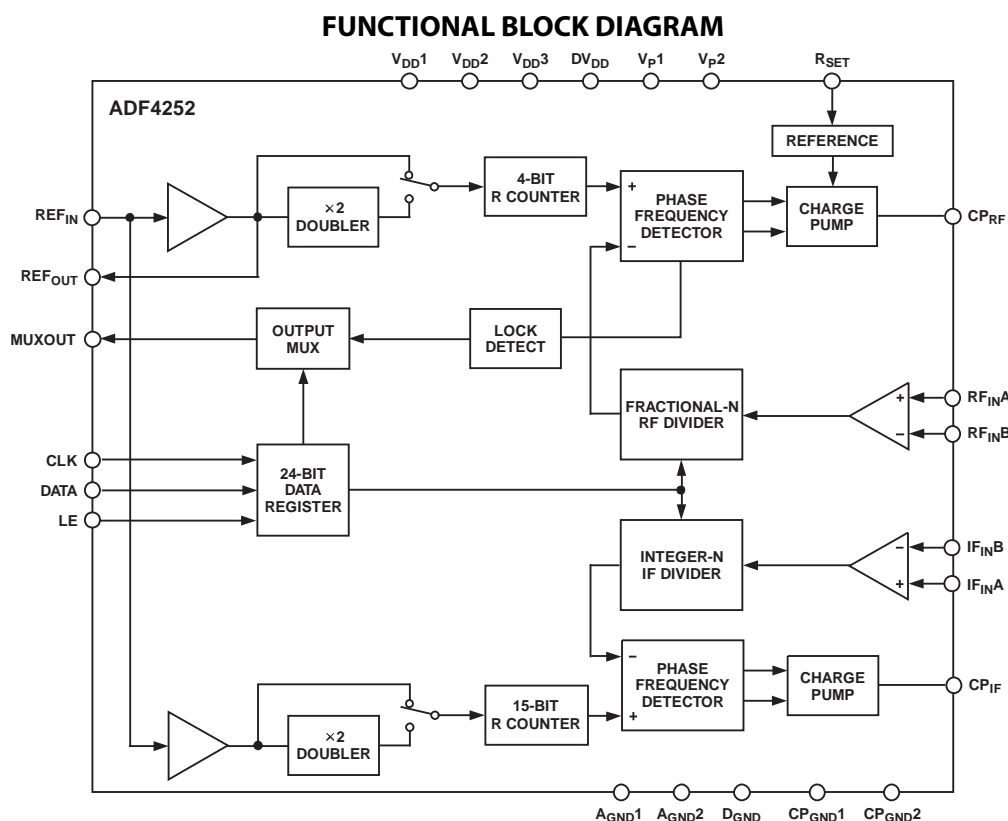 FUNCTIONAL BLOCK DIAGRAM
VDD1 VDD2 VDD3 DVDD VP1 VP2 RSET
ADF4252
REFERENCE
4-BIT
R COUNTER
+
−
PHASE
FREQUENCY
DETECTOR
CHARGE
PUMP
CPRF
REFIN
×2
DOUBLER
REFOUT
MUXOUT
OUTPUT
MUX
LOCK
DETECT
FRACTIONAL-N
RF DIVIDER
+
−
RFINA
RFINB
CLK
DATA
LE
24-BIT
DATA
REGISTER
INTEGER-N
IF DIVIDER
−
+
IFINB
IFINA
×2
DOUBLER
15-BIT
R COUNTER
−
+
PHASE
FREQUENCY
DETECTOR
CHARGE
PUMP
CPIF
AGND1 AGND2 DGND CPGND1 CPGND2